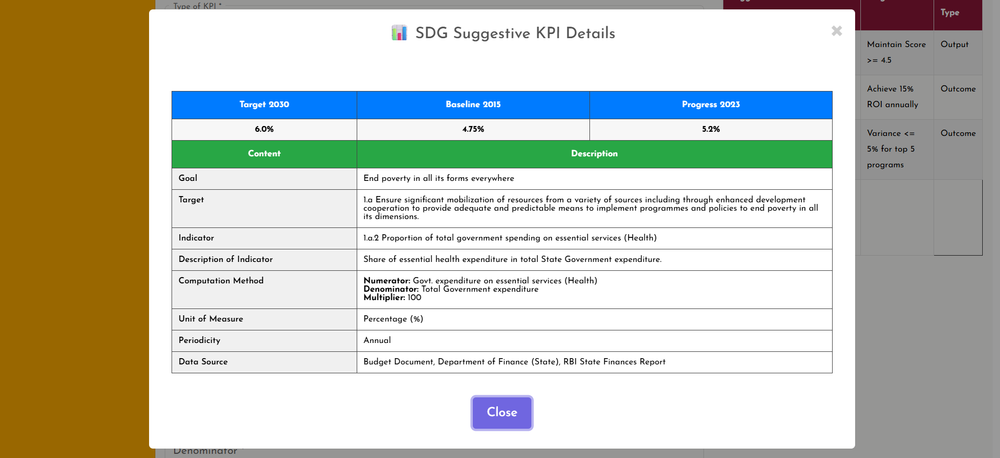 Type of KPI *
SDG Suggestive KPI Details
Type
Maintain Score
>= 4.5
Output
Achieve 15%
ROI annually
Outcome
Variance <=
5% for top 5
programs
Outcome
Target 2030
Baseline 2015
Progress 2023
6.0%
4.75%
5.2%
Content
Description
Goal
End poverty in all its forms everywhere
Target
1.a Ensure significant mobilization of resources from a variety of sources including through enhanced development
cooperation to provide adequate and predictable means to implement programmes and policies to end poverty in all
its dimensions.
Indicator
1.a.2 Proportion of total government spending on essential services (Health)
Description of Indicator
Share of essential health expenditure in total State Government expenditure.
Computation Method
Numerator: Govt. expenditure on essential services (Health)
Denominator: Total Government expenditure
Multiplier: 100
Unit of Measure
Percentage (%)
Periodicity
Annual
Data Source
Budget Document, Department of Finance (State), RBI State Finances Report
Close
Denominator